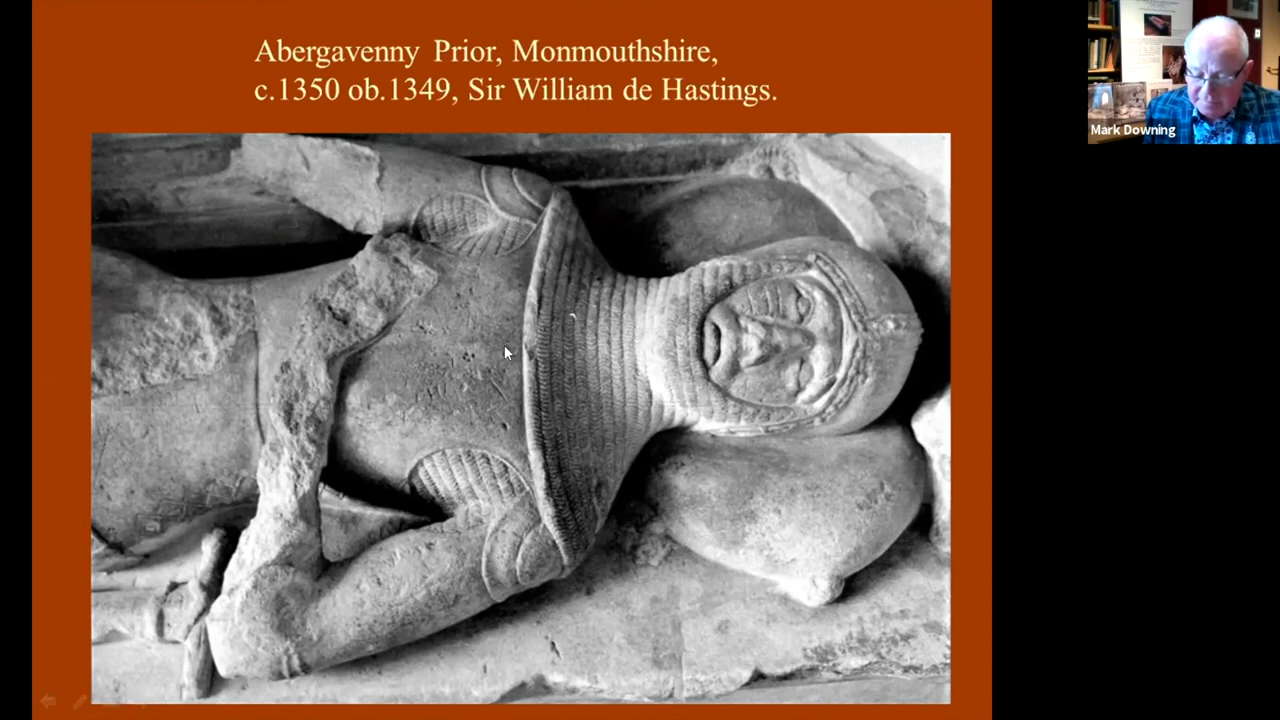 Abergavenny Prior, Monmouthshire,
c.1350 ob.1349, Sir William de Hastings.
Mark Downing